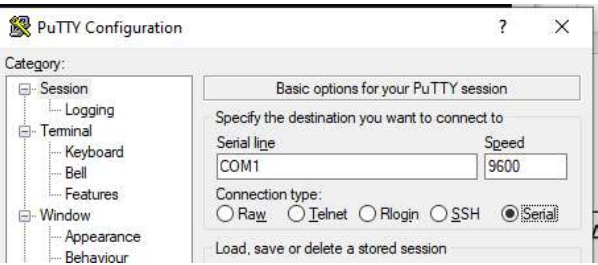 PuTTY Configuration ? ×
Category:
Session
Logging
Terminal
Keyboard
Bell
Features
Window
Appearance
Behaviour
Basic options for your PuTTY session
Specify the destination you want to connect to
Serial line Speed
COM1 9600
Connection type:
Raw Telnet Rlogin SSH Serial
Load, save or delete a stored session